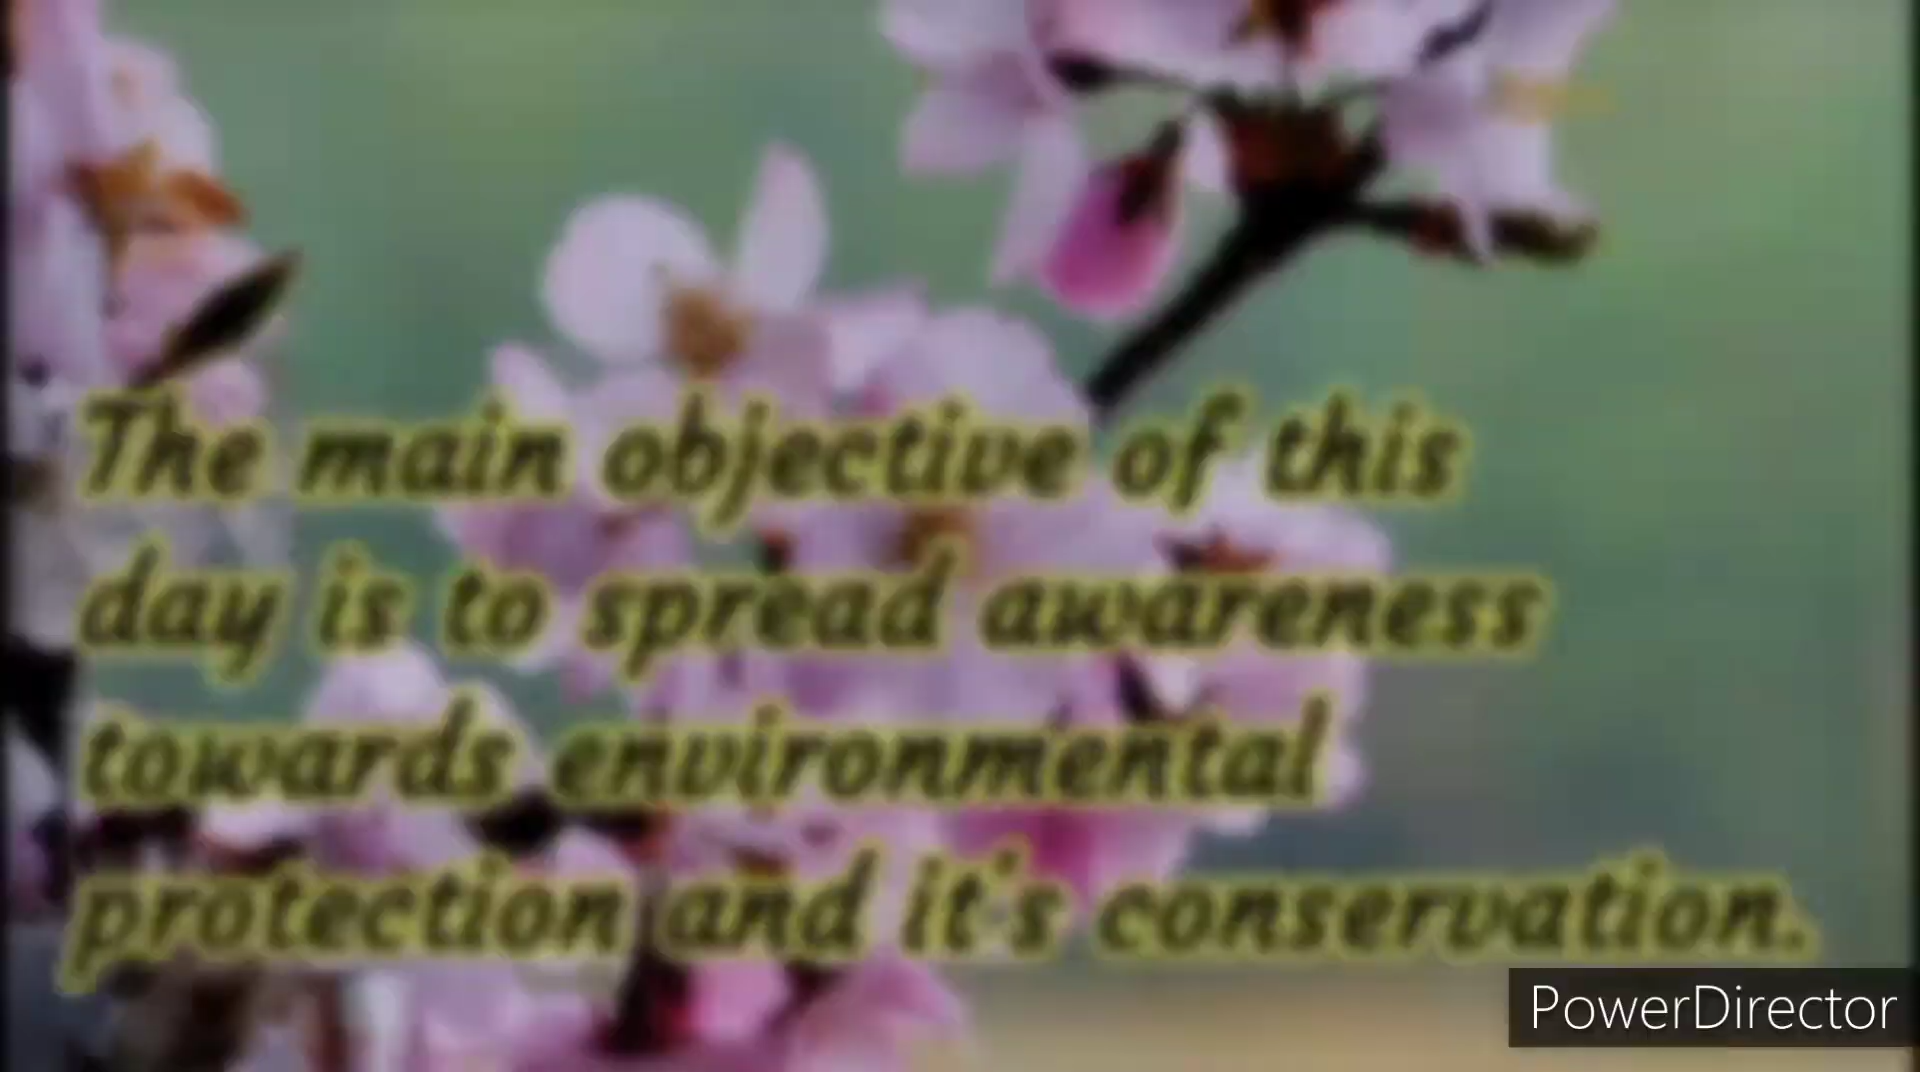 The main objective of this
day is to spread awareness
towards environmental
protection and it's conservation.
PowerDirector